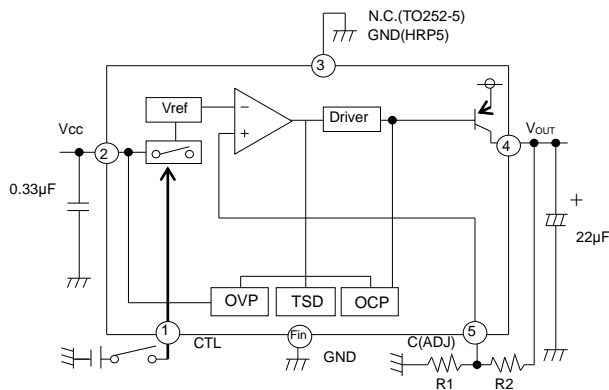 N.C.(TO252-5)
GND(HRP5)
3
Vref
−
+
Driver
Vcc
2
VOUT
4
0.33µF
+
22µF
OVP
TSD
OCP
1
CTL
Fin
GND
5
C(ADJ)
R1
R2